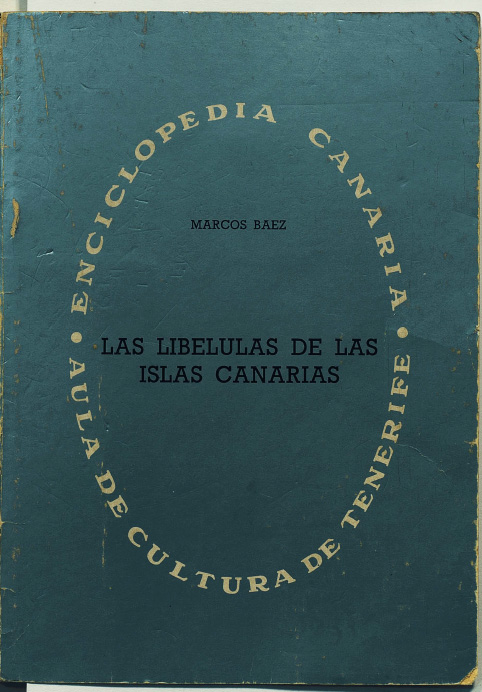 ENCICLOPEDIA CANARIA
MARCOS BAEZ
LAS LIBELULAS DE LAS
ISLAS CANARIAS
• AULA DE CULTURA DE TENERIFE •